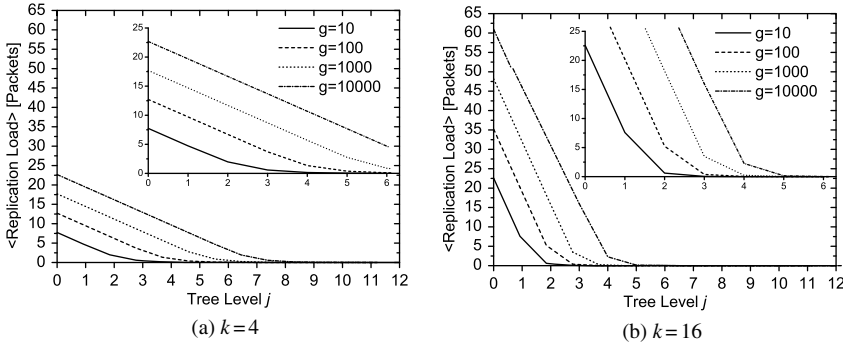 <Replication Load> [Packets]
65
60
55
50
45
40
35
30
25
20
15
10
5
0
25
20
15
10
5
0
0 1 2 3 4 5 6
g=10
g=100
g=1000
g=10000
0 1 2 3 4 5 6 7 8 9 10 11 12
Tree Level j
(a) k=4
<Replication Load> [Packets]
65
60
55
50
45
40
35
30
25
20
15
10
5
0
25
20
15
10
5
0
0 1 2 3 4 5 6
g=10
g=100
g=1000
g=10000
0 1 2 3 4 5 6 7 8 9 10 11 12
Tree Level j
(b) k=16